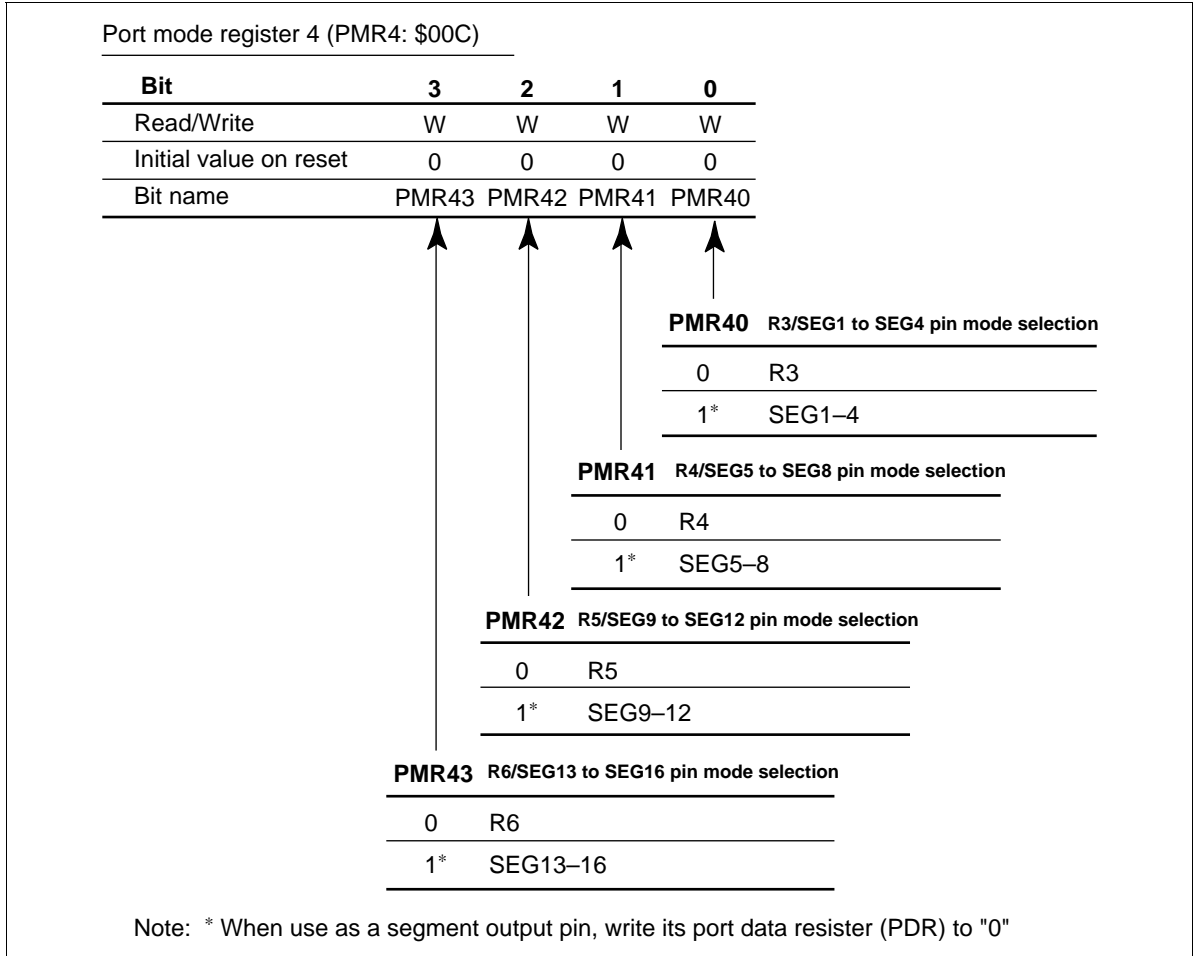 Port mode register 4 (PMR4: $00C)
Bit 3 2 1 0
Read/Write W W W W
Initial value on reset 0 0 0 0
Bit name PMR43 PMR42 PMR41 PMR40
PMR40 R3/SEG1 to SEG4 pin mode selection
0 R3
1* SEG1–4
PMR41 R4/SEG5 to SEG8 pin mode selection
0 R4
1* SEG5–8
PMR42 R5/SEG9 to SEG12 pin mode selection
0 R5
1* SEG9–12
PMR43 R6/SEG13 to SEG16 pin mode selection
0 R6
1* SEG13–16
Note: * When use as a segment output pin, write its port data resister (PDR) to "0"